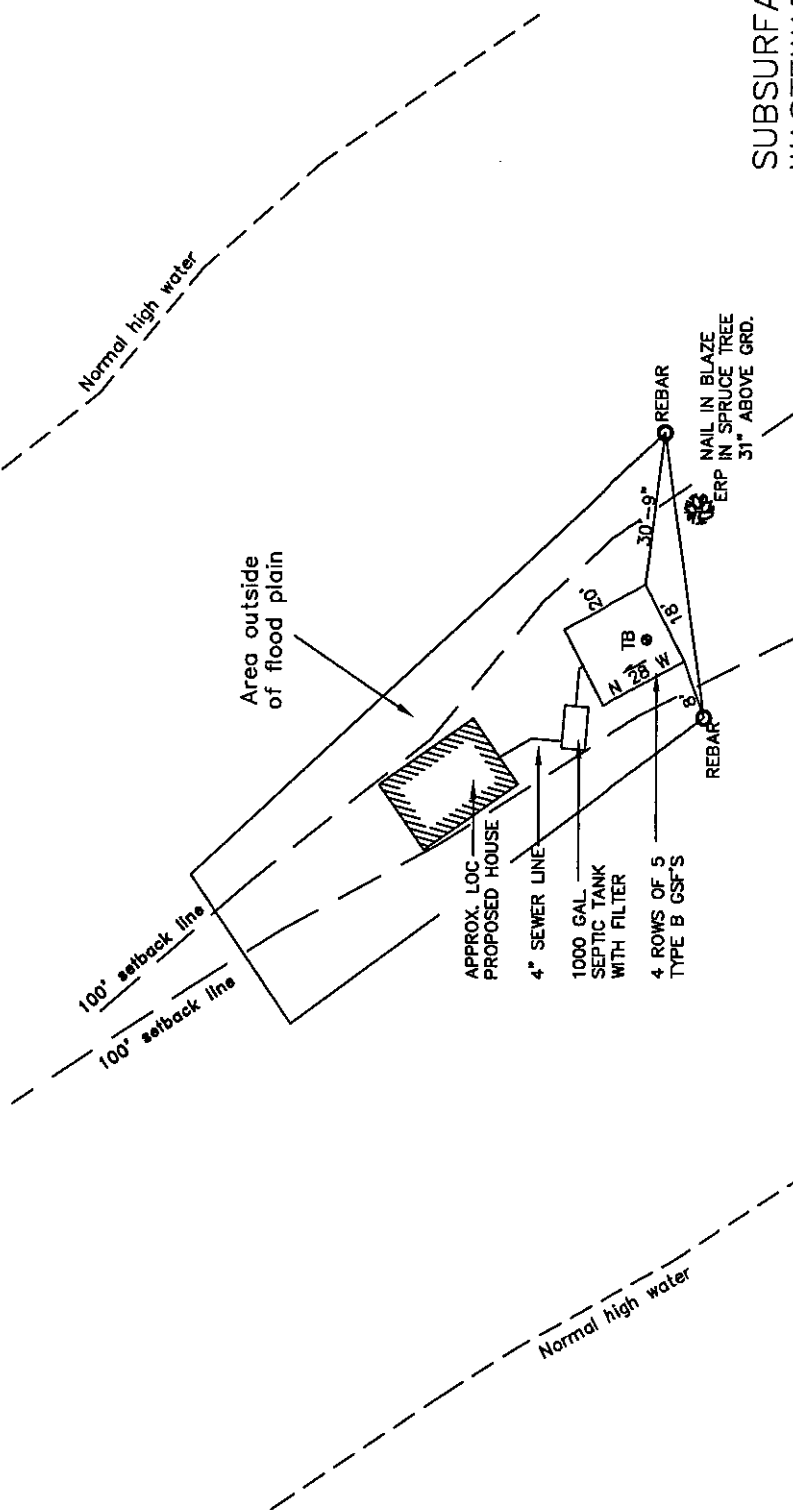 Normal high water
Area outside
of flood plain
100' setback line
100' setback line
APPROX. LOC
PROPOSED HOUSE
4" SEWER LINE
1000 GAL.
SEPTIC TANK
WITH FILTER
4 ROWS OF 5
TYPE B GSF'S
20'
TB
N 28 W
18'
8'
30'-9"
REBAR
REBAR
ERP
NAIL IN BLAZE
IN SPRUCE TREE
31" ABOVE GRD.
Normal high water
SUBSURFA